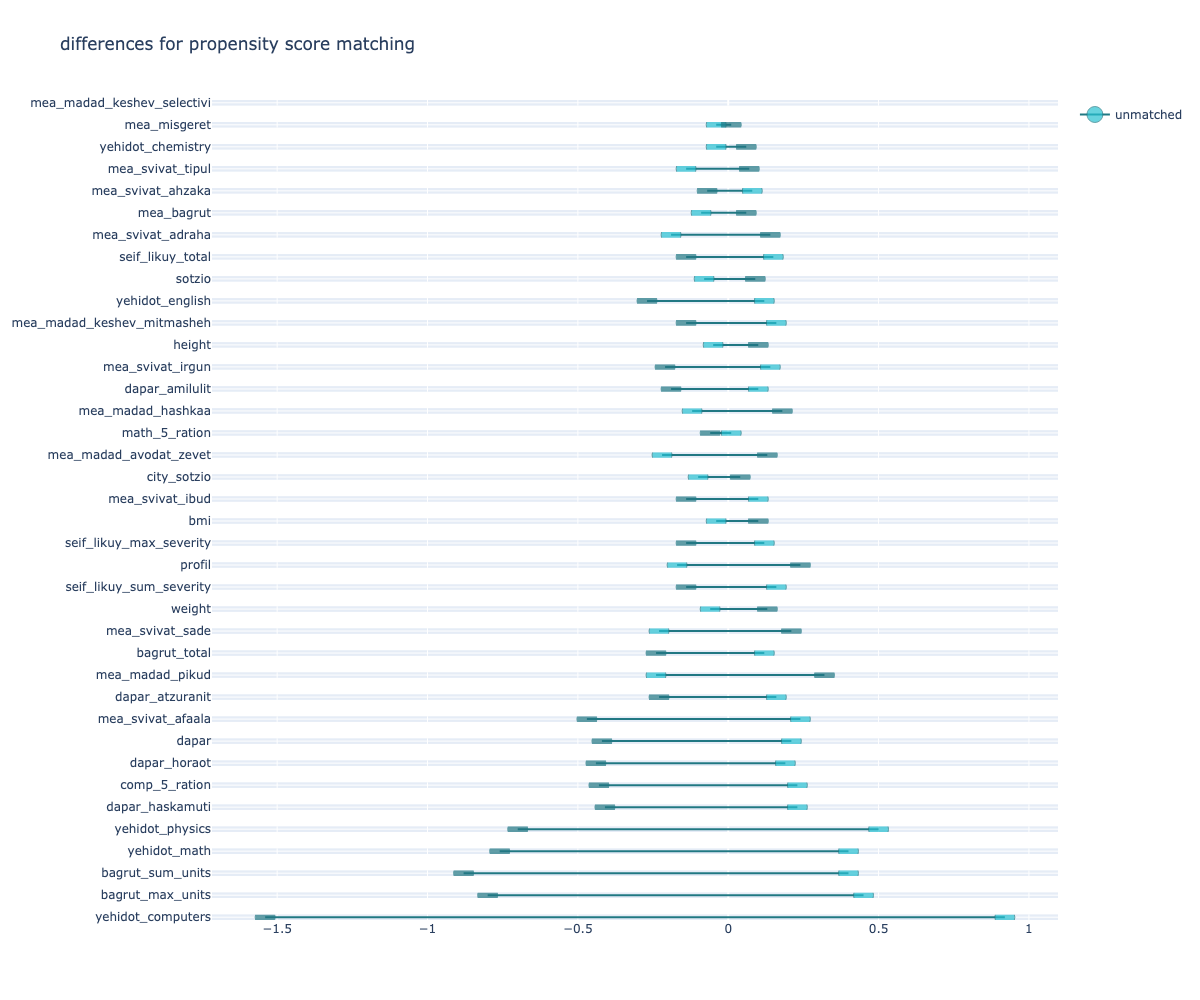 differences for propensity score matching
mea_madad_keshev_selectivi
mea_misgeret
yehidot_chemistry
mea_svivat_tipul
mea_svivat_ahzaka
mea_bagrut
mea_svivat_adraha
seif_likuy_total
sotzio
yehidot_english
mea_madad_keshev_mitmasheh
height
mea_svivat_irgun
dapar_amilulit
mea_madad_hashkaa
math_5_ration
mea_madad_avodat_zevet
city_sotzio
mea_svivat_ibud
bmi
seif_likuy_max_severity
profil
seif_likuy_sum_severity
weight
mea_svivat_sade
bagrut_total
mea_madad_pikud
dapar_atzuranit
mea_svivat_afaala
dapar
dapar_horaot
comp_5_ration
dapar_haskamuti
yehidot_physics
yehidot_math
bagrut_sum_units
bagrut_max_units
yehidot_computers
−1.5 −1 −0.5 0 0.5 1
unmatched